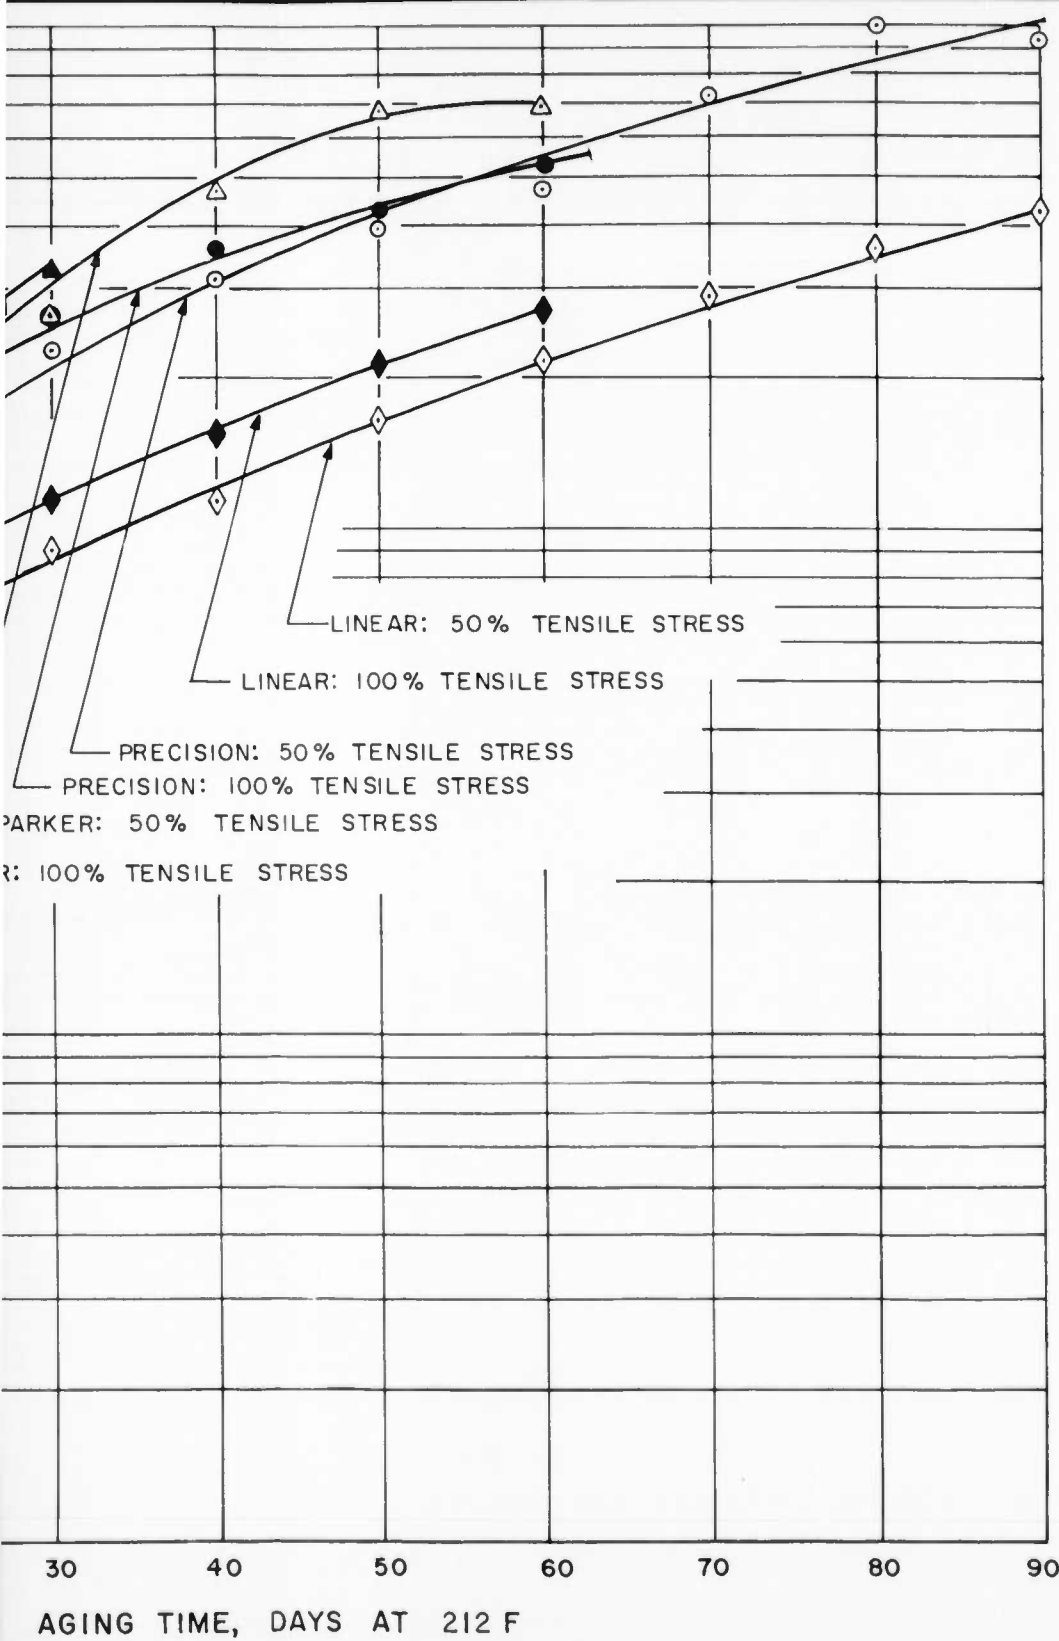 LINEAR: 50% TENSILE STRESS
LINEAR: 100% TENSILE STRESS
PRECISION: 50% TENSILE STRESS
PRECISION: 100% TENSILE STRESS
PARKER: 50% TENSILE STRESS
R: 100% TENSILE STRESS
30 40 50 60 70 80 90
AGING TIME, DAYS AT 212 F